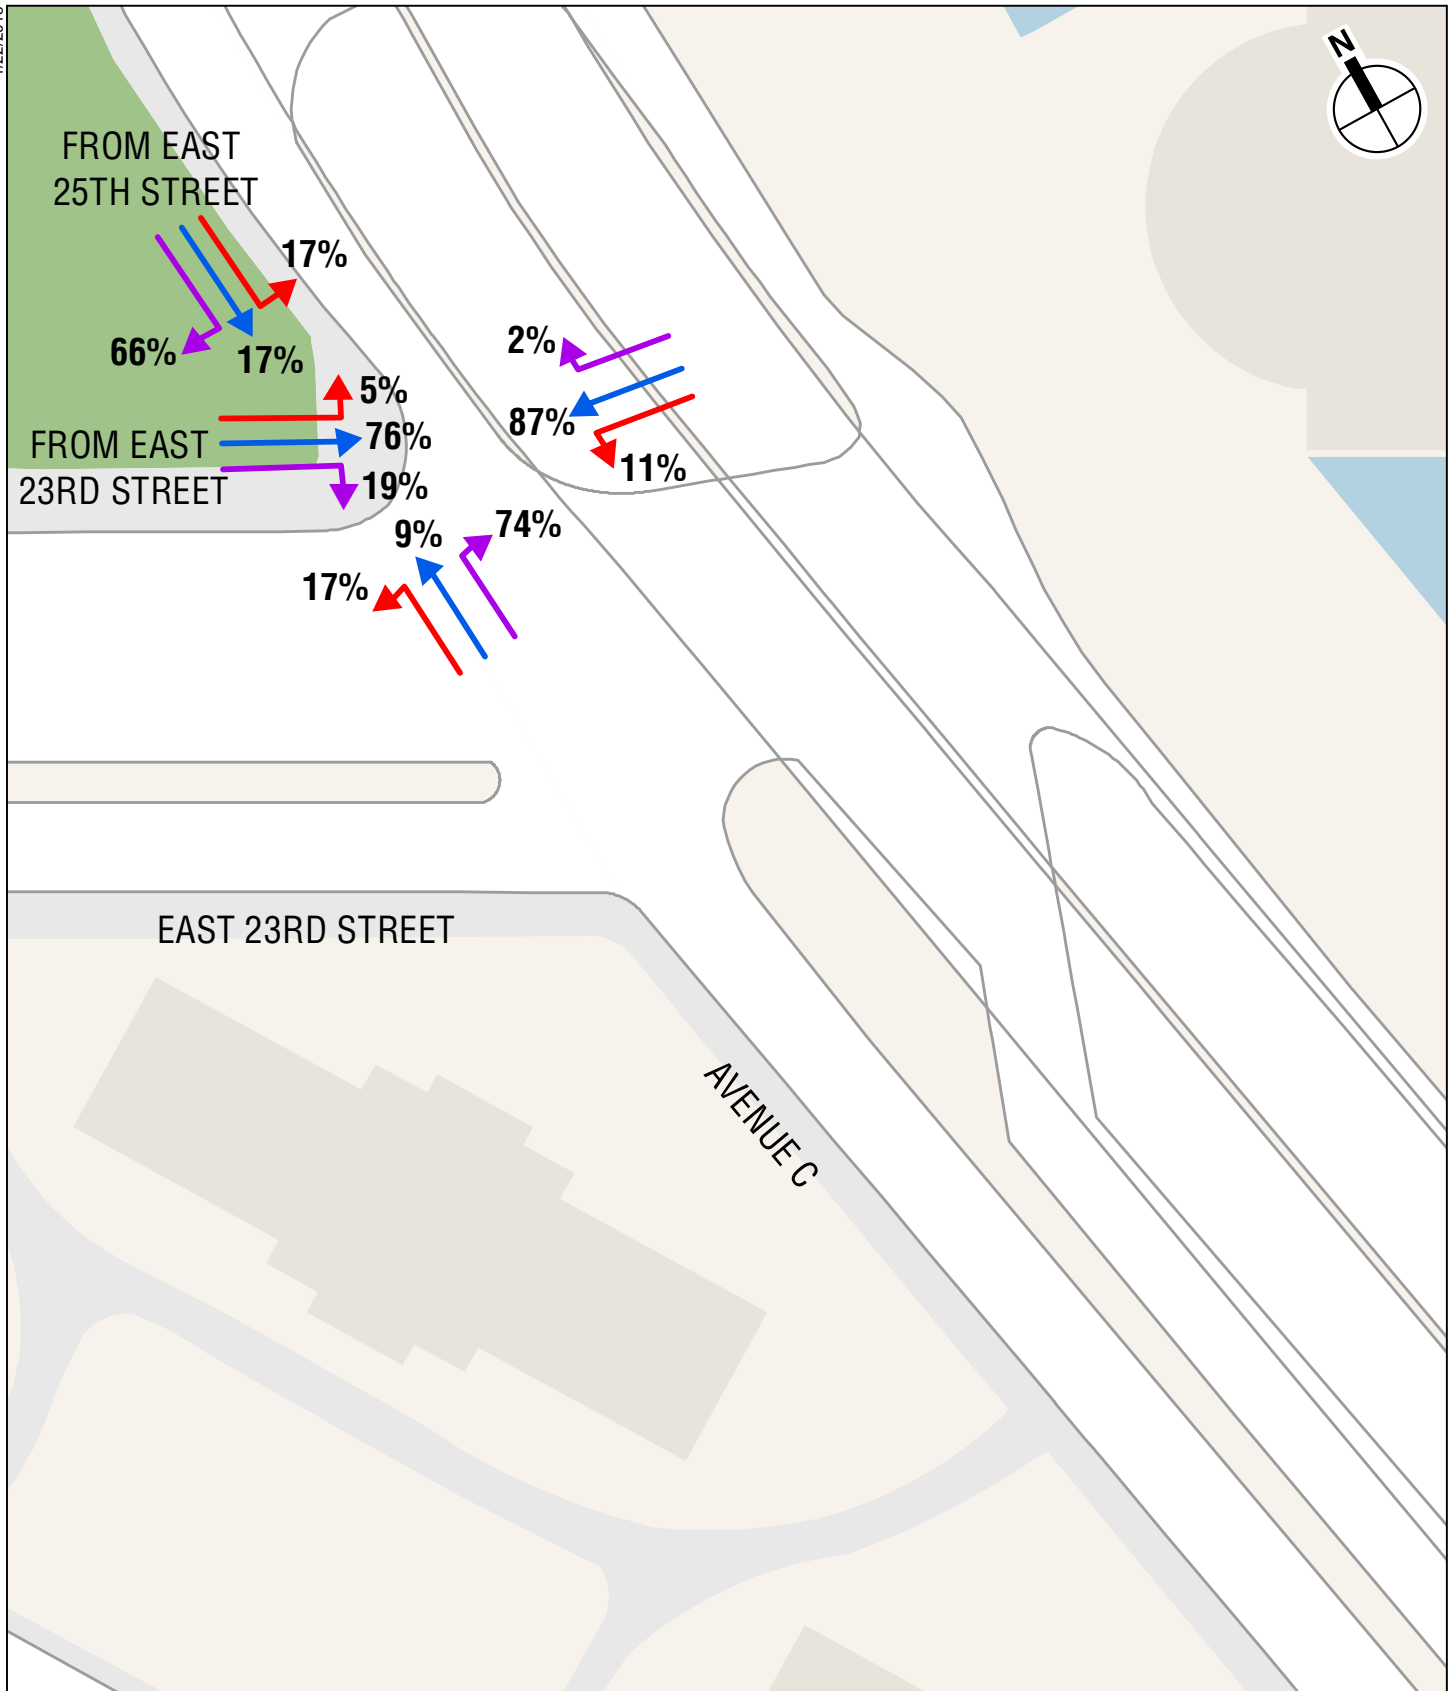 N
FROM EAST
25TH STREET
17%
66%
17%
2%
87%
11%
5%
FROM EAST
76%
23RD STREET
19%
9%
74%
17%
EAST 23RD STREET
AVENUE C